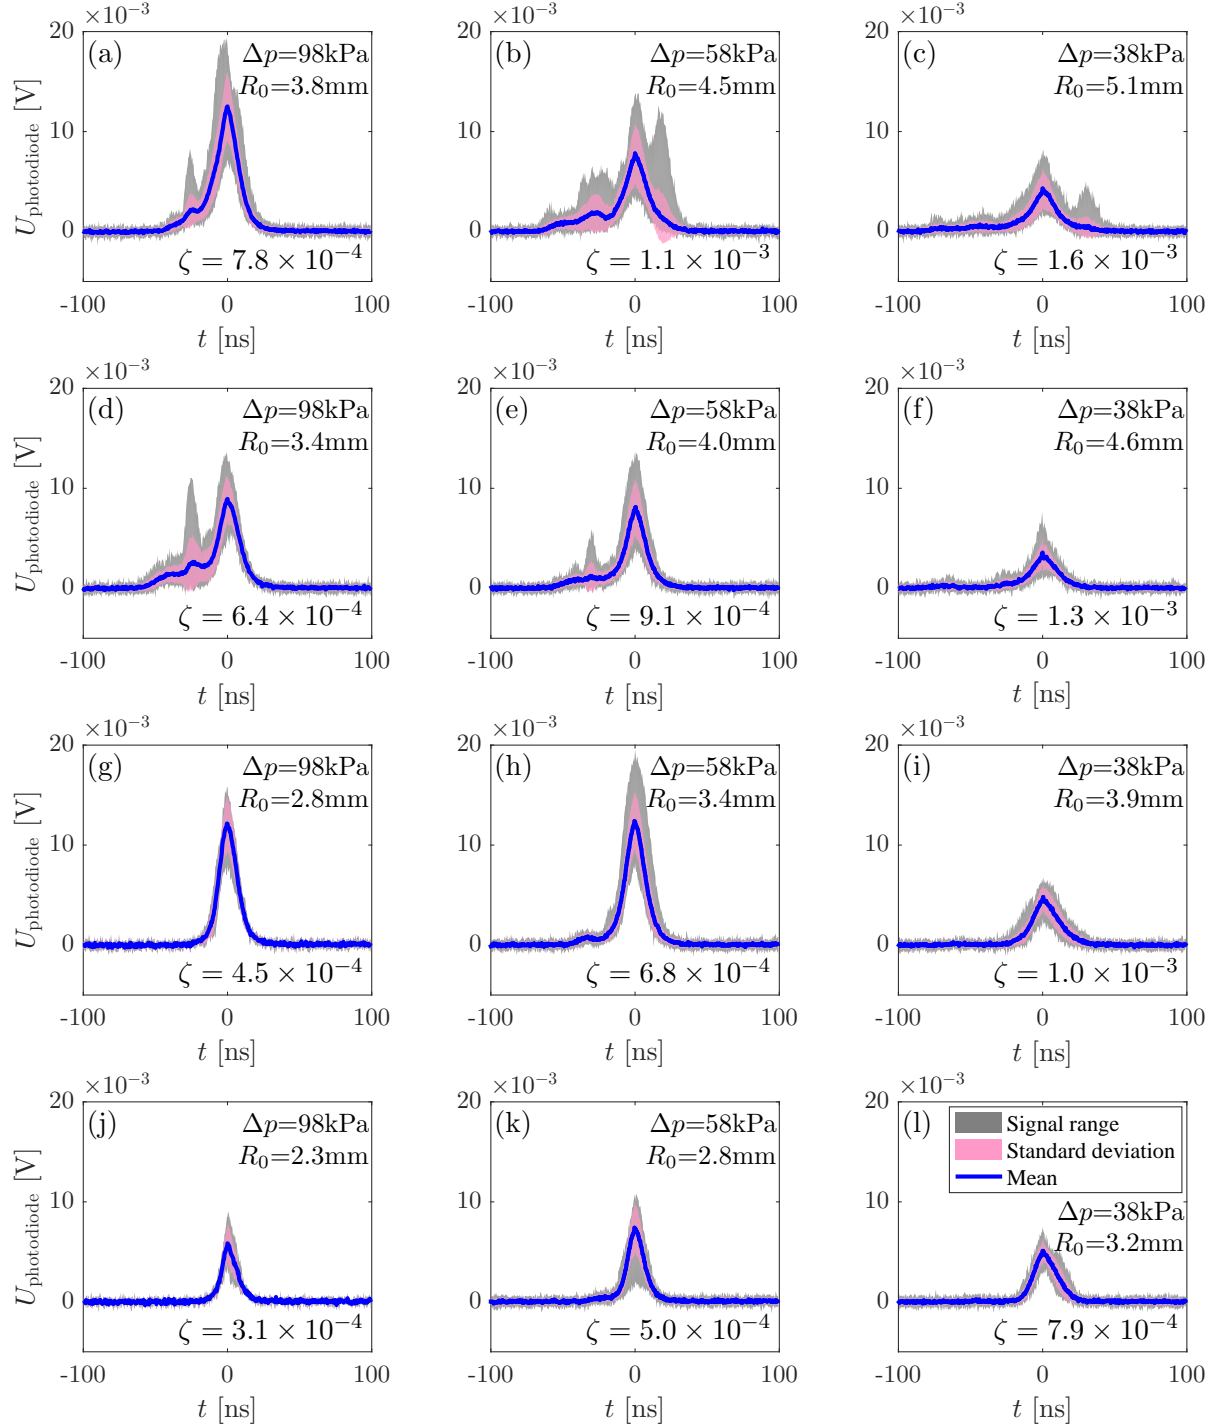 ×10⁻³
(a)
Δp=98kPa
R₀=3.8mm
ζ = 7.8 × 10⁻⁴
20
10
0
-100
0
100
U_photodiode [V]
t [ns]
×10⁻³
(b)
Δp=58kPa
R₀=4.5mm
ζ = 1.1 × 10⁻³
20
10
0
-100
0
100
t [ns]
×10⁻³
(c)
Δp=38kPa
R₀=5.1mm
ζ = 1.6 × 10⁻³
20
10
0
-100
0
100
t [ns]
×10⁻³
(d)
Δp=98kPa
R₀=3.4mm
ζ = 6.4 × 10⁻⁴
20
10
0
-100
0
100
U_photodiode [V]
t [ns]
×10⁻³
(e)
Δp=58kPa
R₀=4.0mm
ζ = 9.1 × 10⁻⁴
20
10
0
-100
0
100
t [ns]
×10⁻³
(f)
Δp=38kPa
R₀=4.6mm
ζ = 1.3 × 10⁻³
20
10
0
-100
0
100
t [ns]
×10⁻³
(g)
Δp=98kPa
R₀=2.8mm
ζ = 4.5 × 10⁻⁴
20
10
0
-100
0
100
U_photodiode [V]
t [ns]
×10⁻³
(h)
Δp=58kPa
R₀=3.4mm
ζ = 6.8 × 10⁻⁴
20
10
0
-100
0
100
t [ns]
×10⁻³
(i)
Δp=38kPa
R₀=3.9mm
ζ = 1.0 × 10⁻³
20
10
0
-100
0
100
t [ns]
×10⁻³
(j)
Δp=98kPa
R₀=2.3mm
ζ = 3.1 × 10⁻⁴
20
10
0
-100
0
100
U_photodiode [V]
t [ns]
×10⁻³
(k)
Δp=58kPa
R₀=2.8mm
ζ = 5.0 × 10⁻⁴
20
10
0
-100
0
100
t [ns]
×10⁻³
(l)
Signal range
Standard deviation
Mean
Δp=38kPa
R₀=3.2mm
ζ = 7.9 × 10⁻⁴
20
10
0
-100
0
100
t [ns]